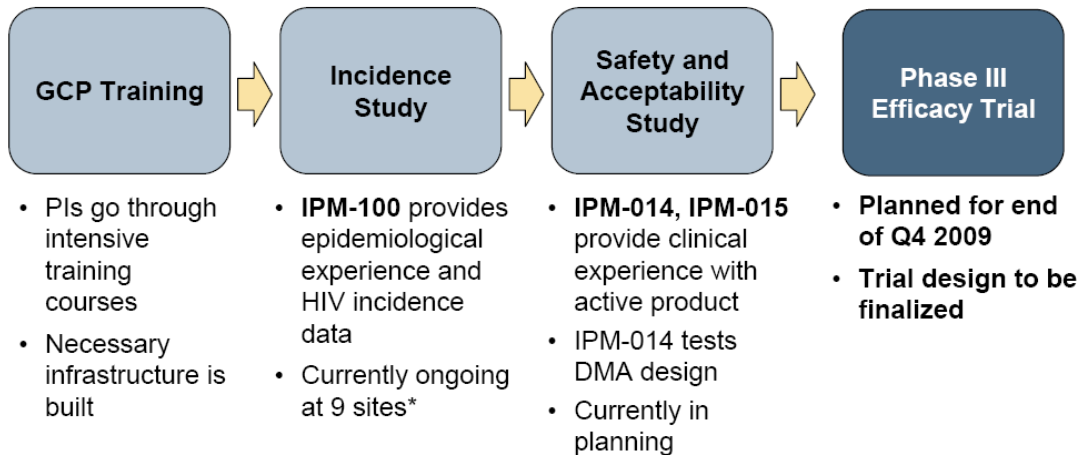 GCP Training
Incidence
Study
Safety and
Acceptability
Study
Phase III
Efficacy Trial
• PIs go through
intensive
training
courses
• Necessary
infrastructure is
built
• IPM-100 provides
epidemiological
experience and
HIV incidence
data
• Currently ongoing
at 9 sites*
• IPM-014, IPM-015
provide clinical
experience with
active product
• IPM-014 tests
DMA design
• Currently in
planning
• Planned for end
of Q4 2009
• Trial design to be
finalized